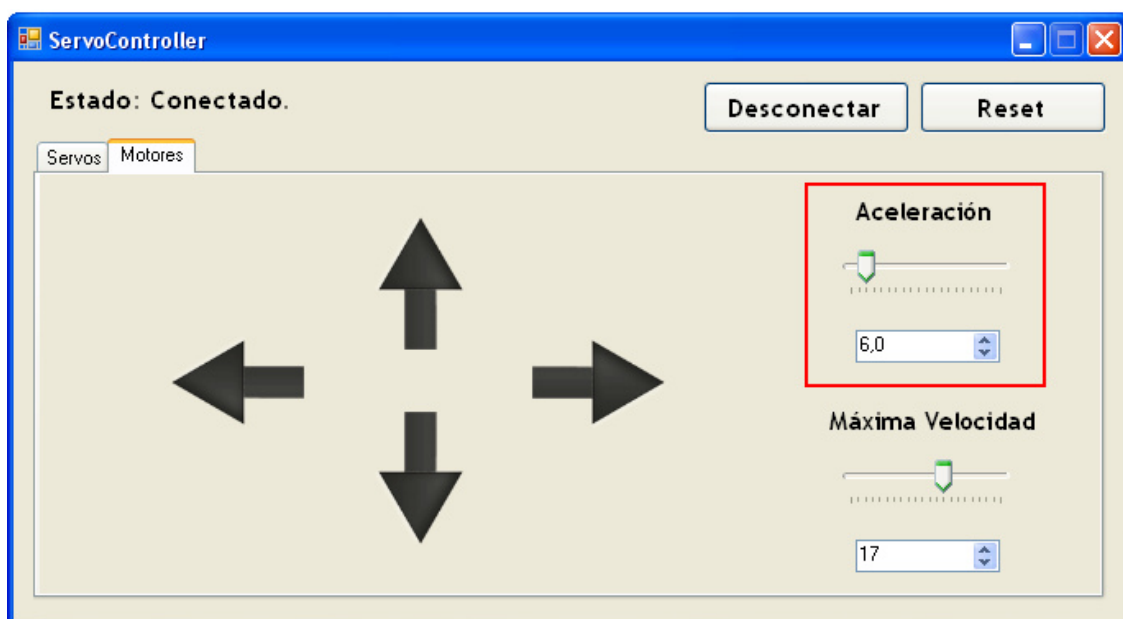 ServoController
Estado: Conectado.
Desconectar
Reset
Servos
Motores
Aceleración
6,0
Máxima Velocidad
17